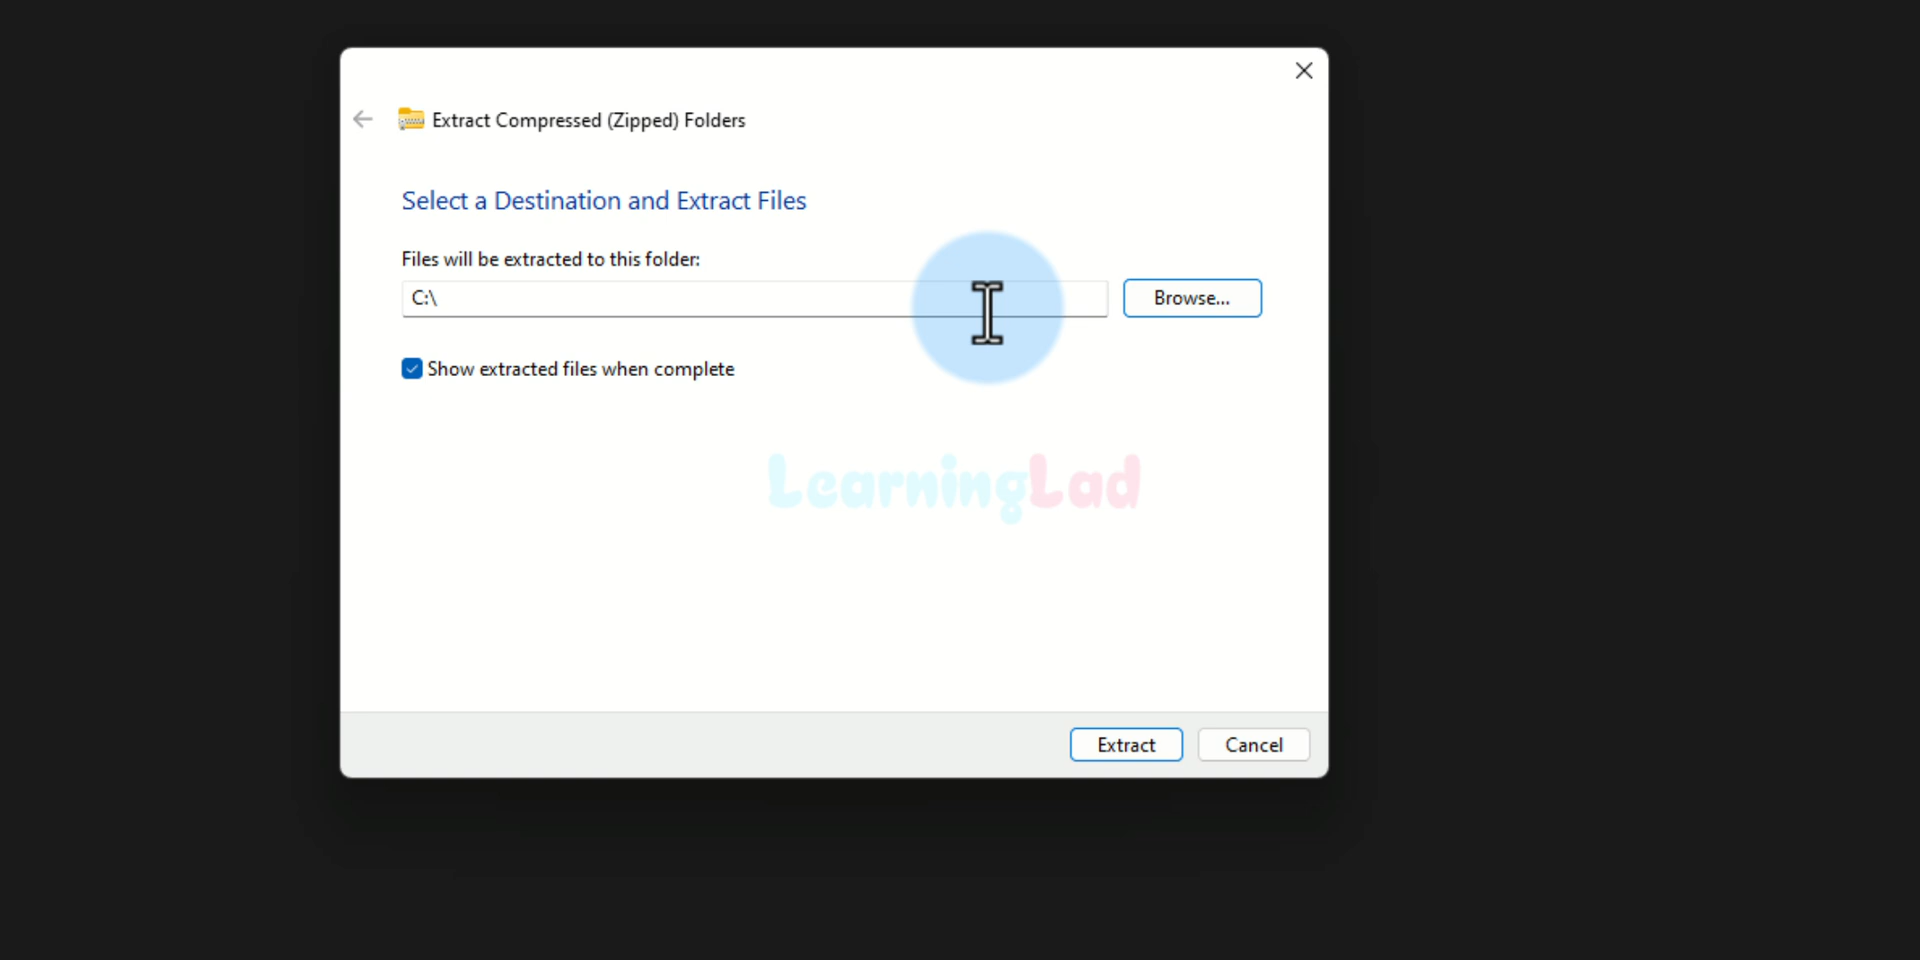 Extract Compressed (Zipped) Folders
Select a Destination and Extract Files
Files will be extracted to this folder:
C:\
Browse...
Show extracted files when complete
LearningLad
Extract
Cancel